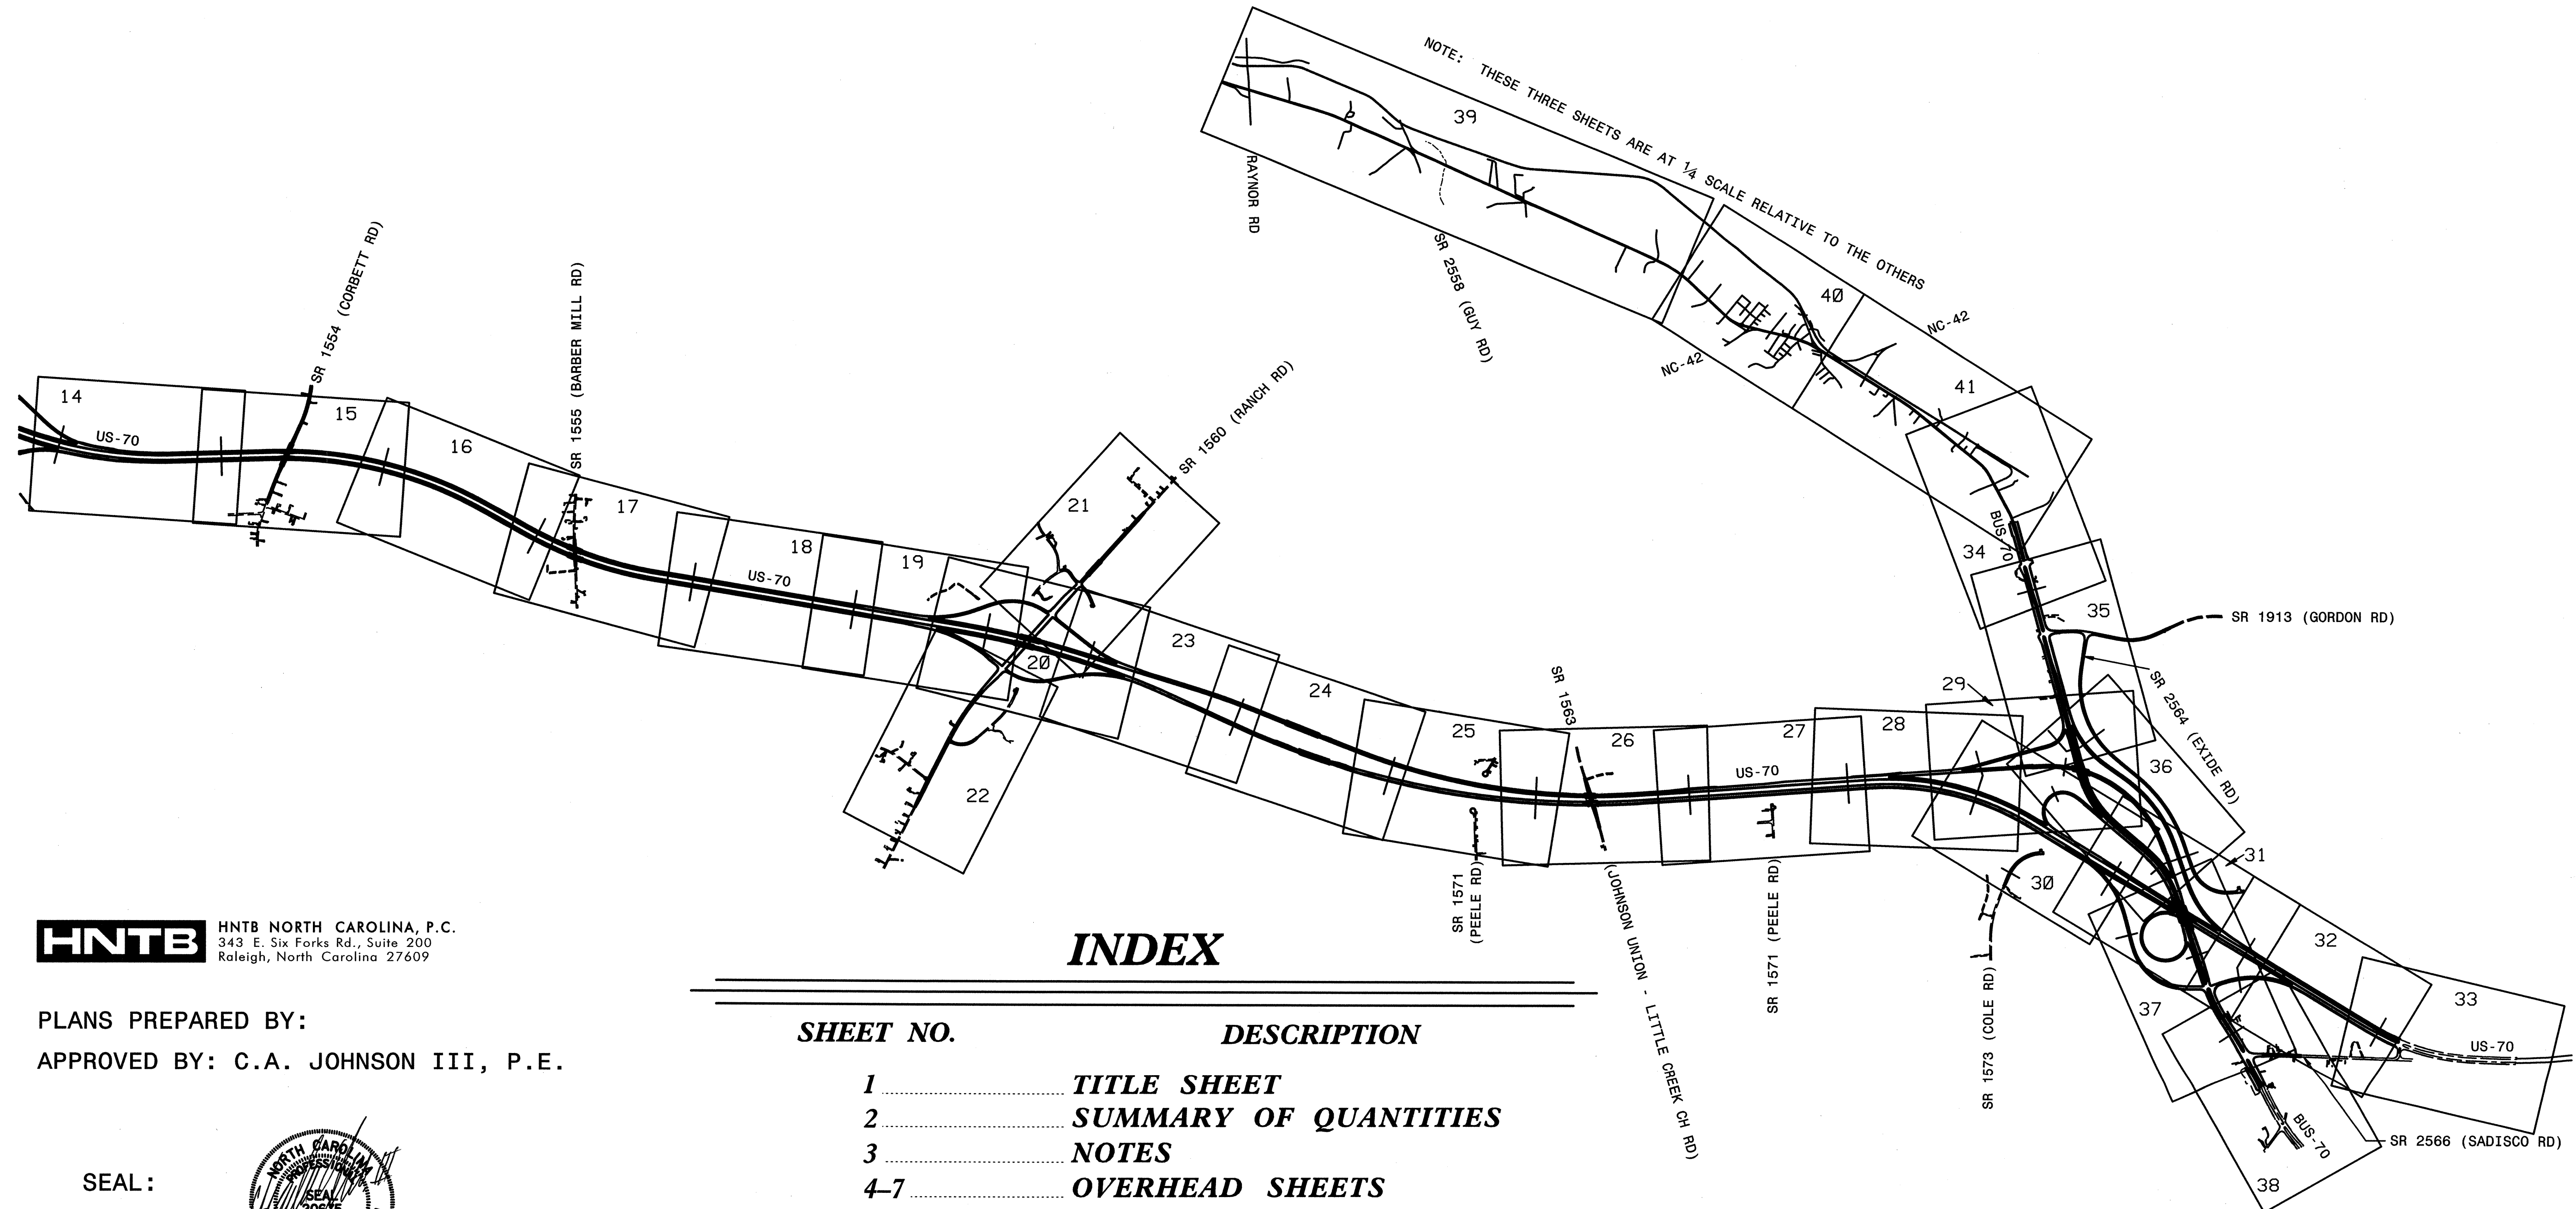 NOTE: THESE THREE SHEETS ARE AT ¼ SCALE RELATIVE TO THE OTHERS
39
RAYNOR RD
SR 2558 (GUY RD)
40
NC-42
NC-42
41
SR 1554 (CORBETT RD)
SR 1555 (BARBER MILL RD)
SR 1560 (RANCH RD)
14
US-70
15
16
17
18
US-70
19
20
21
22
23
24
25
SR 1563
26
27
US-70
28
29
BUS-70
34
35
SR 1913 (GORDON RD)
SR 2564 (EXIDE RD)
36
31
30
32
33
US-70
37
SR 1571
(PEELE RD)
(JOHNSON UNION - LITTLE CREEK CH RD)
SR 1571 (PEELE RD)
SR 1573 (COLE RD)
BUS-70
SR 2566 (SADISCO RD)
38
HNTB
HNTB NORTH CAROLINA, P.C.
343 E. Six Forks Rd., Suite 200
Raleigh, North Carolina 27609
PLANS PREPARED BY:
APPROVED BY: C.A. JOHNSON III, P.E.
SEAL:
NORTH CAROLINA
PROFESSIONAL
SEAL
INDEX
SHEET NO. DESCRIPTION
1 TITLE SHEET
2 SUMMARY OF QUANTITIES
3 NOTES
4–7 OVERHEAD SHEETS